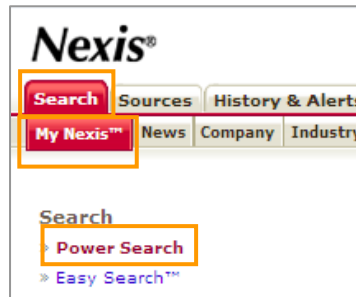 Nexis®
Search Sources History & Alerts
My Nexis™ News Company Industry
Search
» Power Search
» Easy Search™